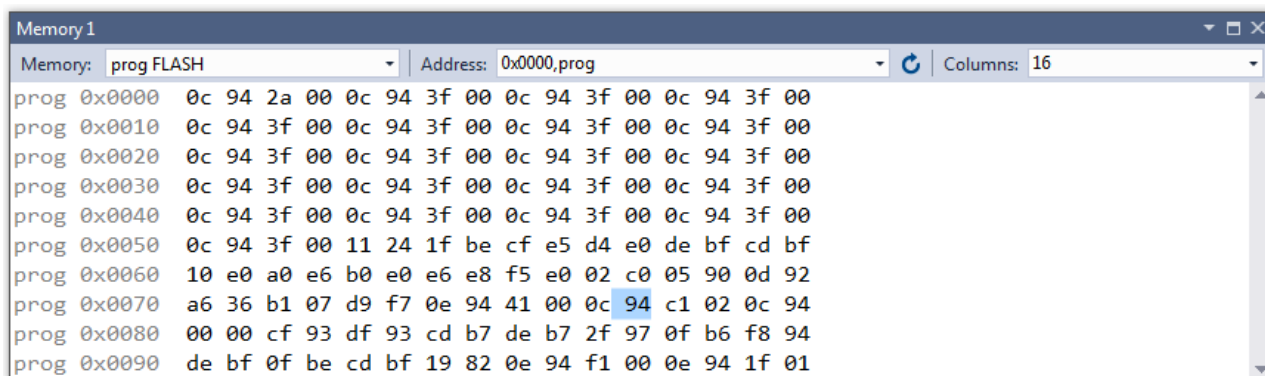 Memory 1
Memory: prog FLASH Address: 0x0000,prog Columns: 16
prog 0x0000 0c 94 2a 00 0c 94 3f 00 0c 94 3f 00 0c 94 3f 00
prog 0x0010 0c 94 3f 00 0c 94 3f 00 0c 94 3f 00 0c 94 3f 00
prog 0x0020 0c 94 3f 00 0c 94 3f 00 0c 94 3f 00 0c 94 3f 00
prog 0x0030 0c 94 3f 00 0c 94 3f 00 0c 94 3f 00 0c 94 3f 00
prog 0x0040 0c 94 3f 00 0c 94 3f 00 0c 94 3f 00 0c 94 3f 00
prog 0x0050 0c 94 3f 00 11 24 1f be cf e5 d4 e0 de bf cd bf
prog 0x0060 10 e0 a0 e6 b0 e0 e6 e8 f5 e0 02 c0 05 90 0d 92
prog 0x0070 a6 36 b1 07 d9 f7 0e 94 41 00 0c 94 c1 02 0c 94
prog 0x0080 00 00 cf 93 df 93 cd b7 de b7 2f 97 0f b6 f8 94
prog 0x0090 de bf 0f be cd bf 19 82 0e 94 f1 00 0e 94 1f 01